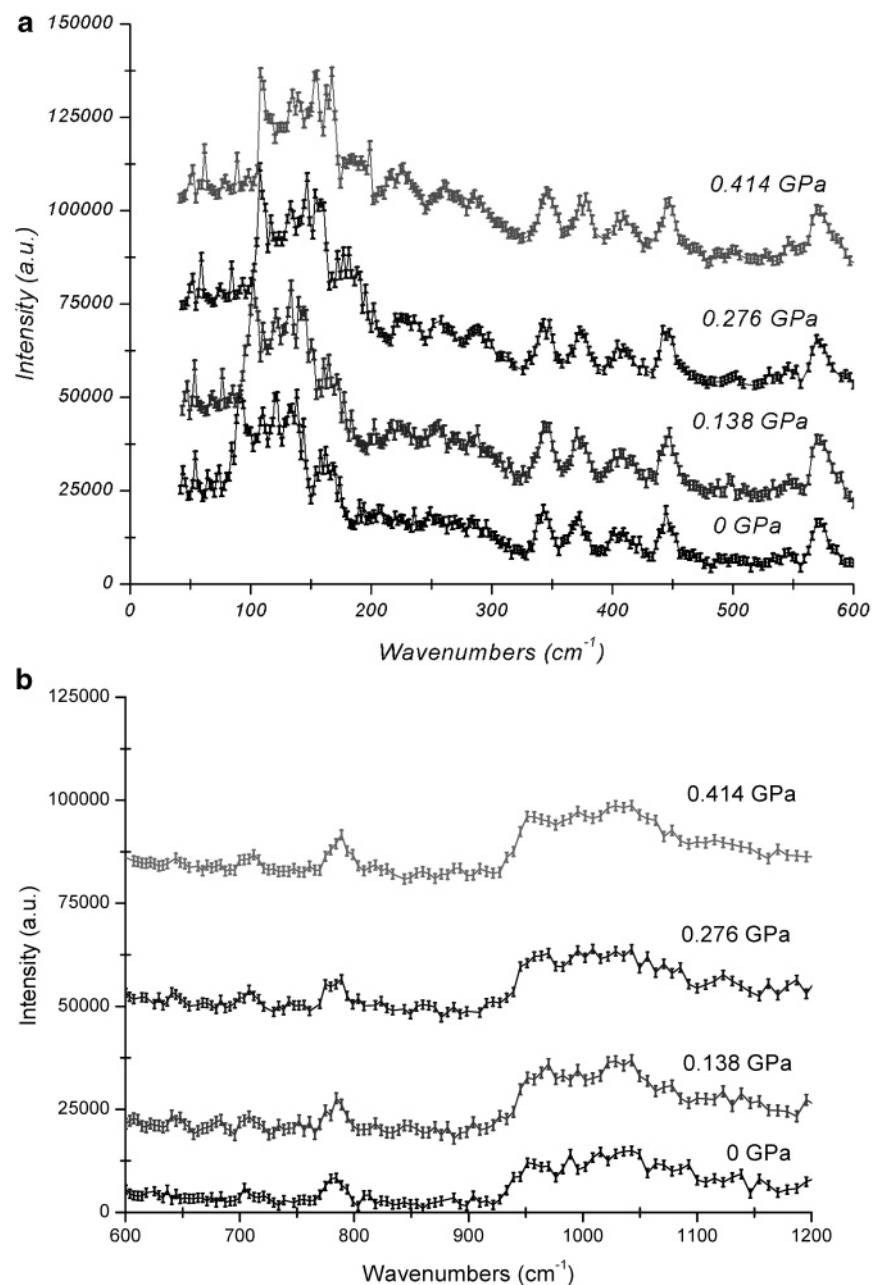 a
150000
125000
100000
75000
50000
25000
0
Intensity (a.u.)
0.414 GPa
0.276 GPa
0.138 GPa
0 GPa
0 100 200 300 400 500 600
Wavenumbers (cm⁻¹)
b
125000
100000
75000
50000
25000
0
Intensity (a.u.)
0.414 GPa
0.276 GPa
0.138 GPa
0 GPa
600 700 800 900 1000 1100 1200
Wavenumbers (cm⁻¹)